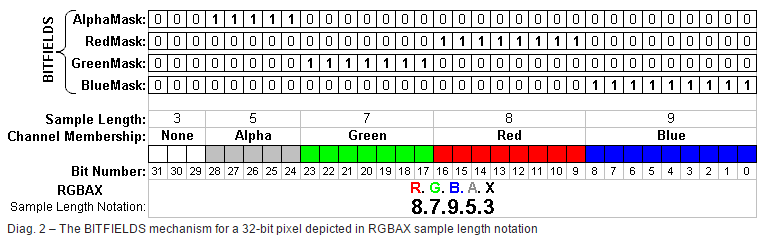 BITFIELDS
AlphaMask: 0 0 0 1 1 1 1 1 0 0 0 0 0 0 0 0 0 0 0 0 0 0 0 0 0 0 0 0 0 0 0 0
RedMask: 0 0 0 0 0 0 0 0 0 0 0 0 0 0 0 1 1 1 1 1 1 1 1 0 0 0 0 0 0 0 0 0
GreenMask: 0 0 0 0 0 0 0 0 1 1 1 1 1 1 1 0 0 0 0 0 0 0 0 0 0 0 0 0 0 0 0 0
BlueMask: 0 0 0 0 0 0 0 0 0 0 0 0 0 0 0 0 0 0 0 0 0 0 0 1 1 1 1 1 1 1 1 1
Sample Length: 3 5 7 8 9
Channel Membership: None Alpha Green Red Blue
Bit Number: 31 30 29 28 27 26 25 24 23 22 21 20 19 18 17 16 15 14 13 12 11 10 9 8 7 6 5 4 3 2 1 0
RGBAX R. G. B. A. X
Sample Length Notation: 8.7.9.5.3
Diag. 2 – The BITFIELDS mechanism for a 32-bit pixel depicted in RGBAX sample length notation